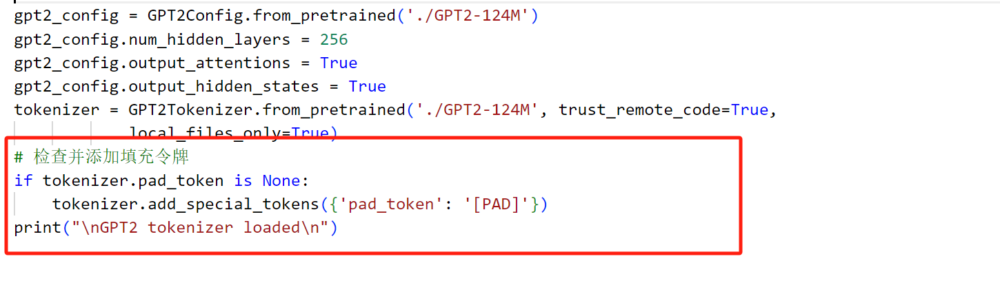 gpt2_config = GPT2Config.from_pretrained('./GPT2-124M')
gpt2_config.num_hidden_layers = 256
gpt2_config.output_attentions = True
gpt2_config.output_hidden_states = True
tokenizer = GPT2Tokenizer.from_pretrained('./GPT2-124M', trust_remote_code=True,
            local_files_only=True)
# 检查并添加填充令牌
if tokenizer.pad_token is None:
    tokenizer.add_special_tokens({'pad_token': '[PAD]'})
print("\nGPT2 tokenizer loaded\n")